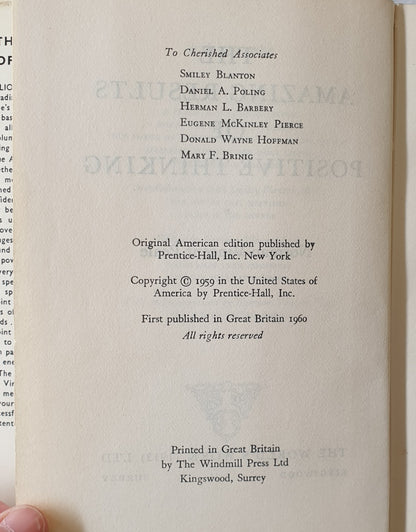 To Cherished Associates
Smiley Blanton
Daniel A. Poling
Herman L. Barbery
Eugene McKinley Pierce
Donald Wayne Hoffman
Mary F. Brinig
Original American edition published by
Prentice-Hall, Inc. New York
Copyright © 1959 in the United States of
America by Prentice-Hall, Inc.
First published in Great Britain 1960
All rights reserved
Printed in Great Britain
by The Windmill Press Ltd
Kingswood, Surrey